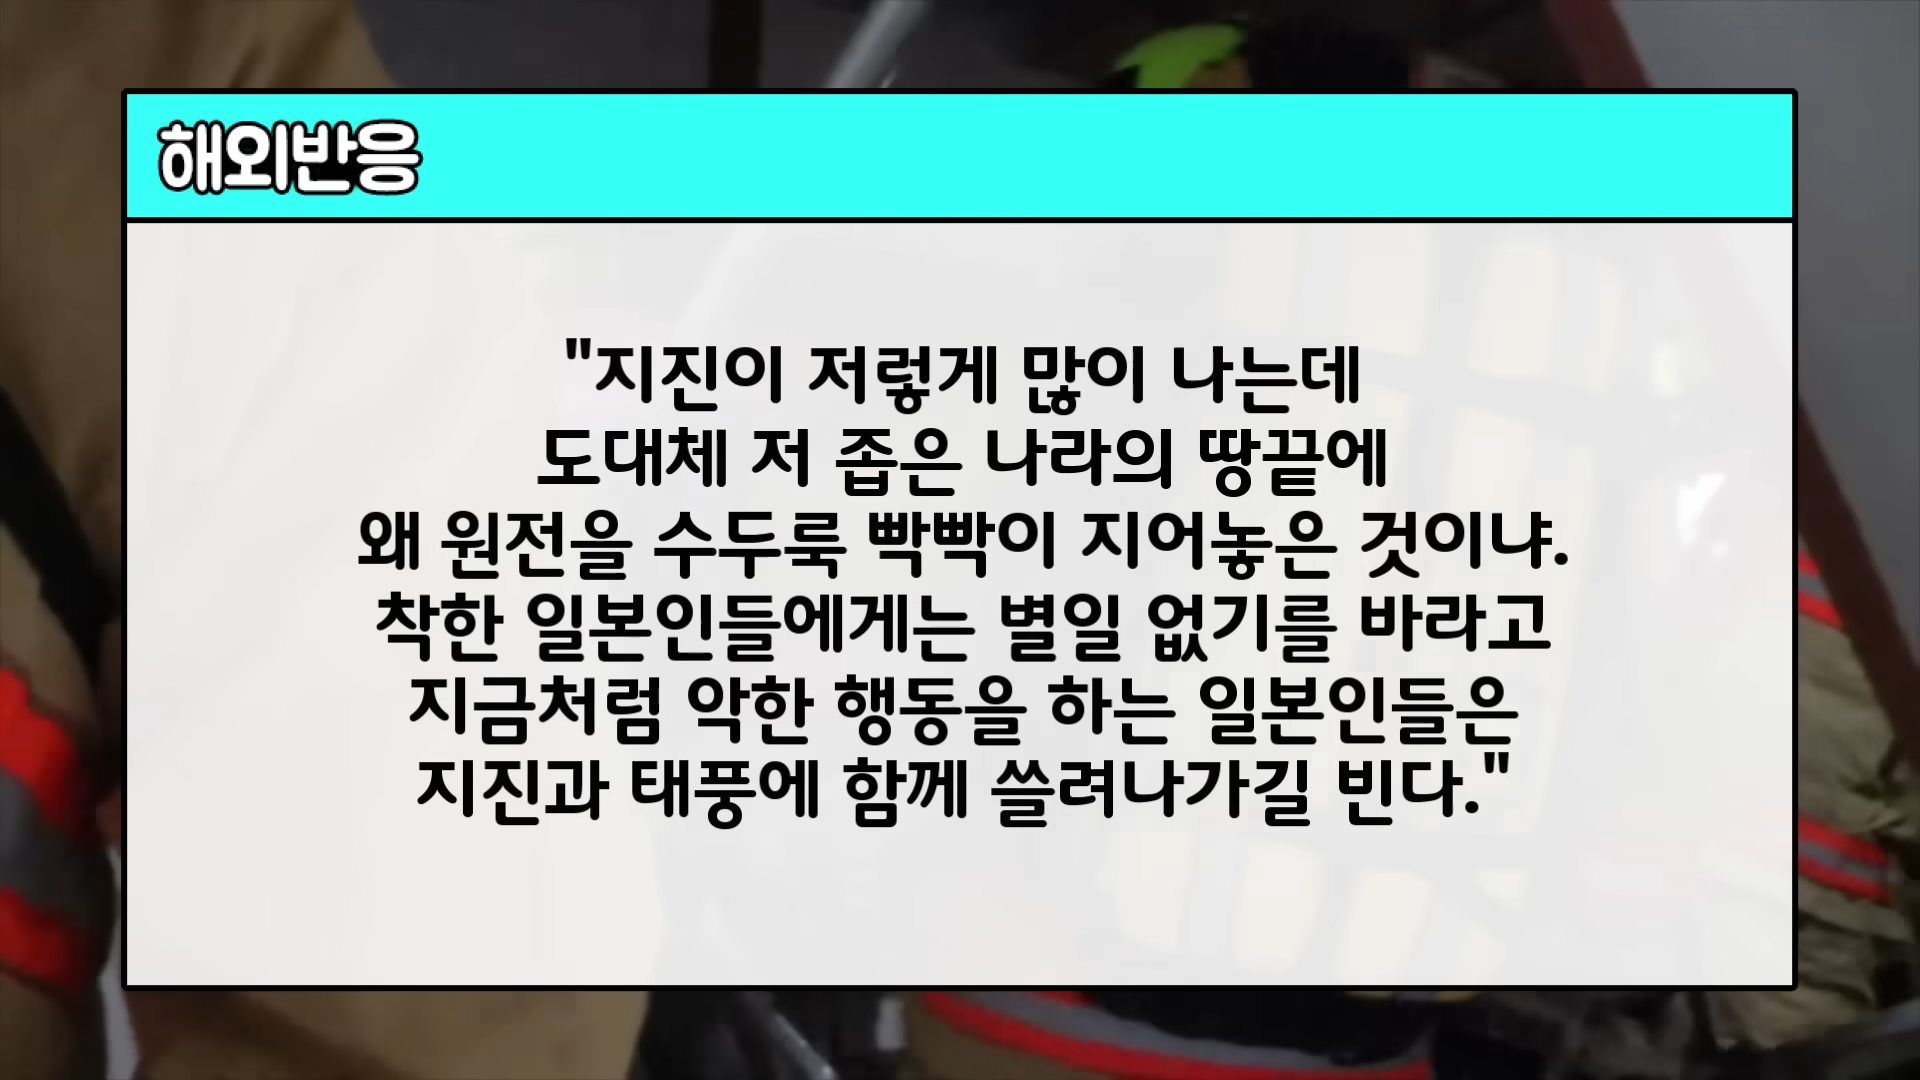 해외반응
"지진이 저렇게 많이 나는데
도대체 저 좁은 나라의 땅끝에
왜 원전을 수두룩 빡빡이 지어놓은 것이냐.
착한 일본인들에게는 별일 없기를 바라고
지금처럼 악한 행동을 하는 일본인들은
지진과 태풍에 함께 쓸려나가길 빈다."